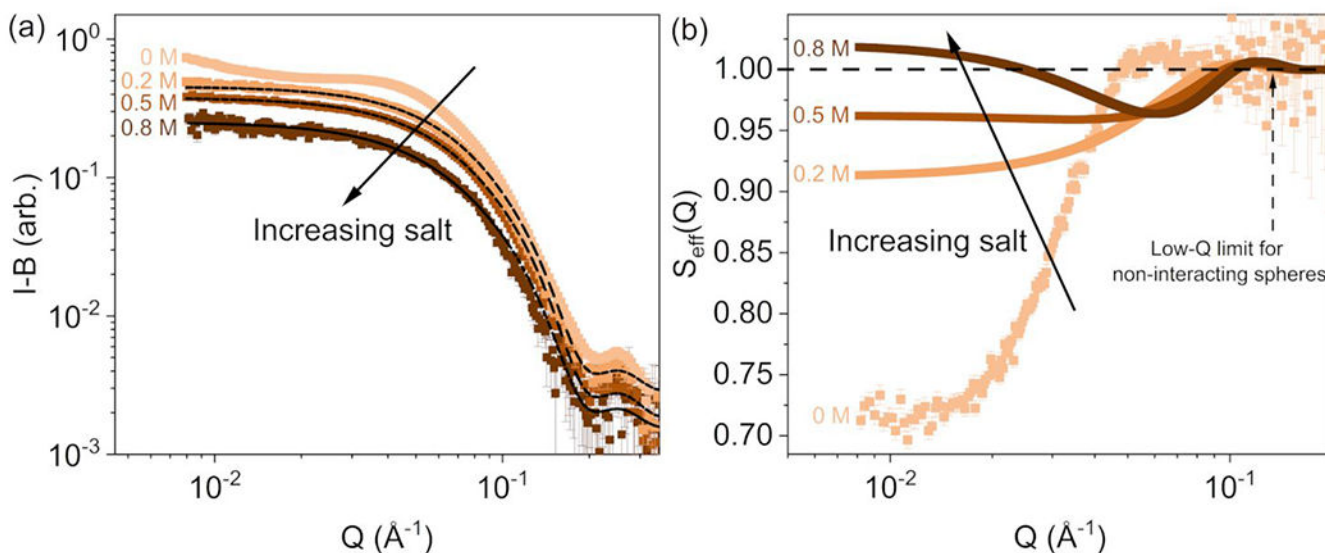 (a)
10⁰
10⁻¹
10⁻²
10⁻³
I-B (arb.)
0 M
0.2 M
0.5 M
0.8 M
Increasing salt
10⁻²
10⁻¹
Q (Å⁻¹)
(b)
1.00
0.95
0.90
0.85
0.80
0.75
0.70
S_eff(Q)
0.8 M
0.5 M
0.2 M
0 M
Increasing salt
Low-Q limit for
non-interacting spheres
10⁻²
10⁻¹
Q (Å⁻¹)